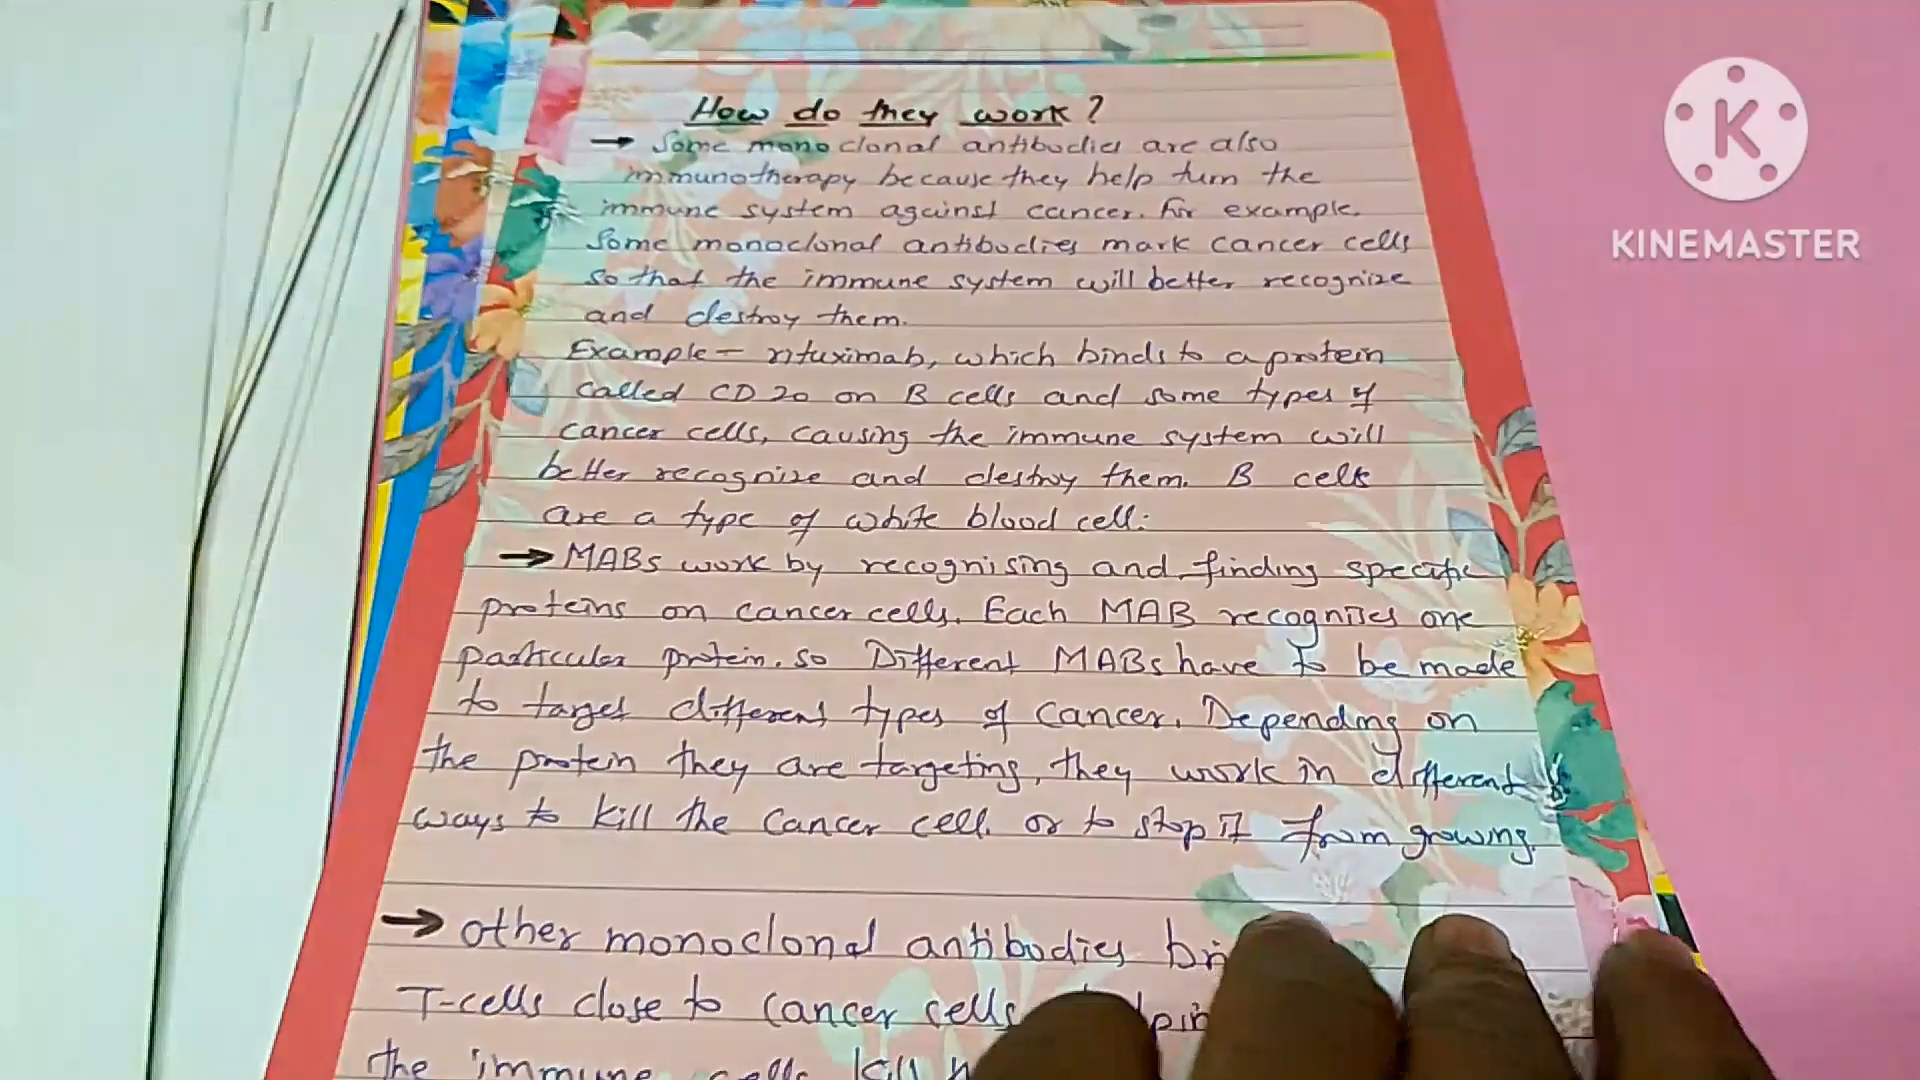 How do they work?
→ Some monoclonal antibodies are also
immunotherapy because they help turn the
immune system against cancer. For example.
Some monoclonal antibodies mark cancer cells
so that the immune system will better recognize
and destroy them.
Example - rituximab, which binds to a protein
called CD20 on B cells and some types of
cancer cells, causing the immune system will
better recognize and destroy them. B cells
are a type of white blood cell.
→ MABs work by recognising and finding specific
proteins on cancer cells. Each MAB recognises one
particular protein. so Different MABs have to be made
to target different types of cancer. Depending on
the protein they are targeting, they work in different
ways to kill the cancer cell. or to stop it from growing.
→ other monoclonal antibodies
T-cells close to cancer cells
the immune cells kill
K
KINEMASTER